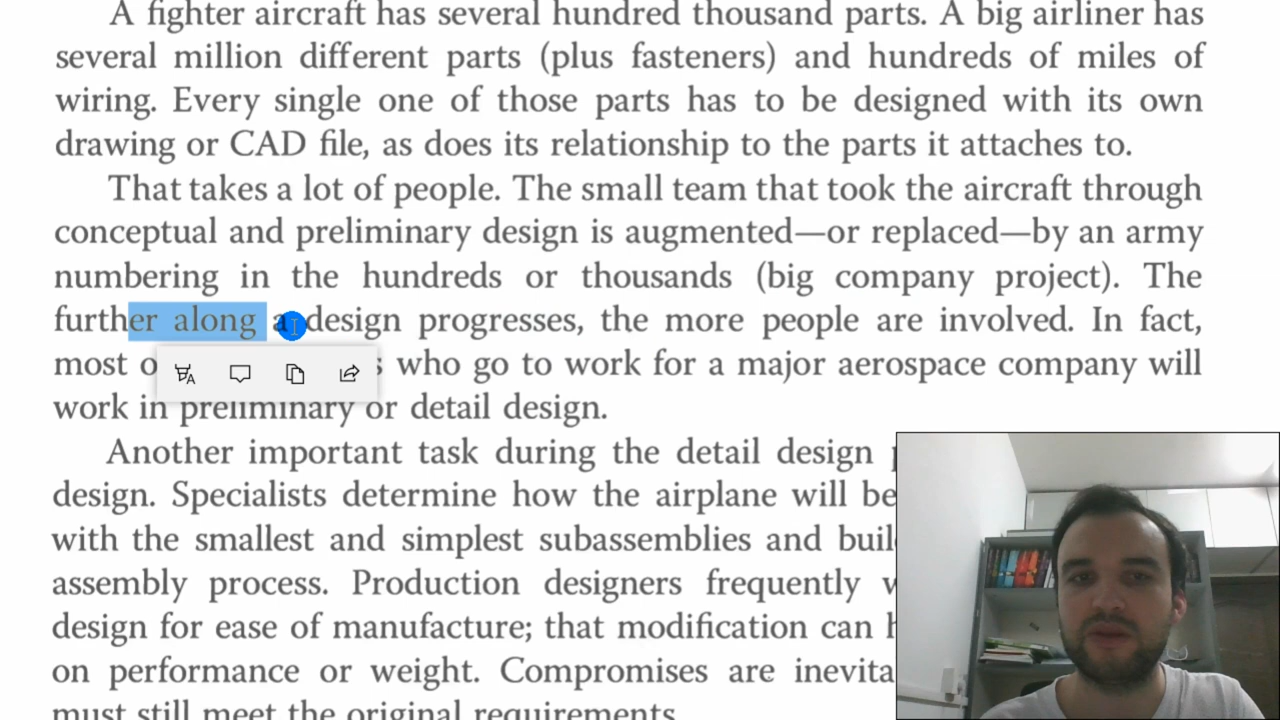 A fighter aircraft has several hundred thousand parts. A big airliner has
several million different parts (plus fasteners) and hundreds of miles of
wiring. Every single one of those parts has to be designed with its own
drawing or CAD file, as does its relationship to the parts it attaches to.
That takes a lot of people. The small team that took the aircraft through
conceptual and preliminary design is augmented—or replaced—by an army
numbering in the hundreds or thousands (big company project). The
further along a design progresses, the more people are involved. In fact,
most who go to work for a major aerospace company will
work in preliminary or detail design.
Another important task during the detail design
design. Specialists determine how the airplane will be
with the smallest and simplest subassemblies and
assembly process. Production designers frequently
design for ease of manufacture; that modification can
on performance or weight. Compromises are
must still meet the original requirements.